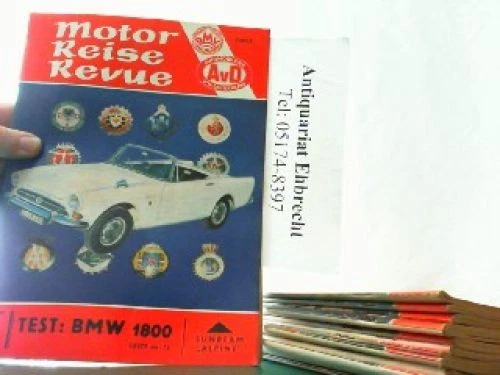 Motor
Reise
Revue
AvD
TEST: BMW 1800
SUNBEAM
ALPINE
Antiquariat Ehbrecht
Tel: 05174-8397